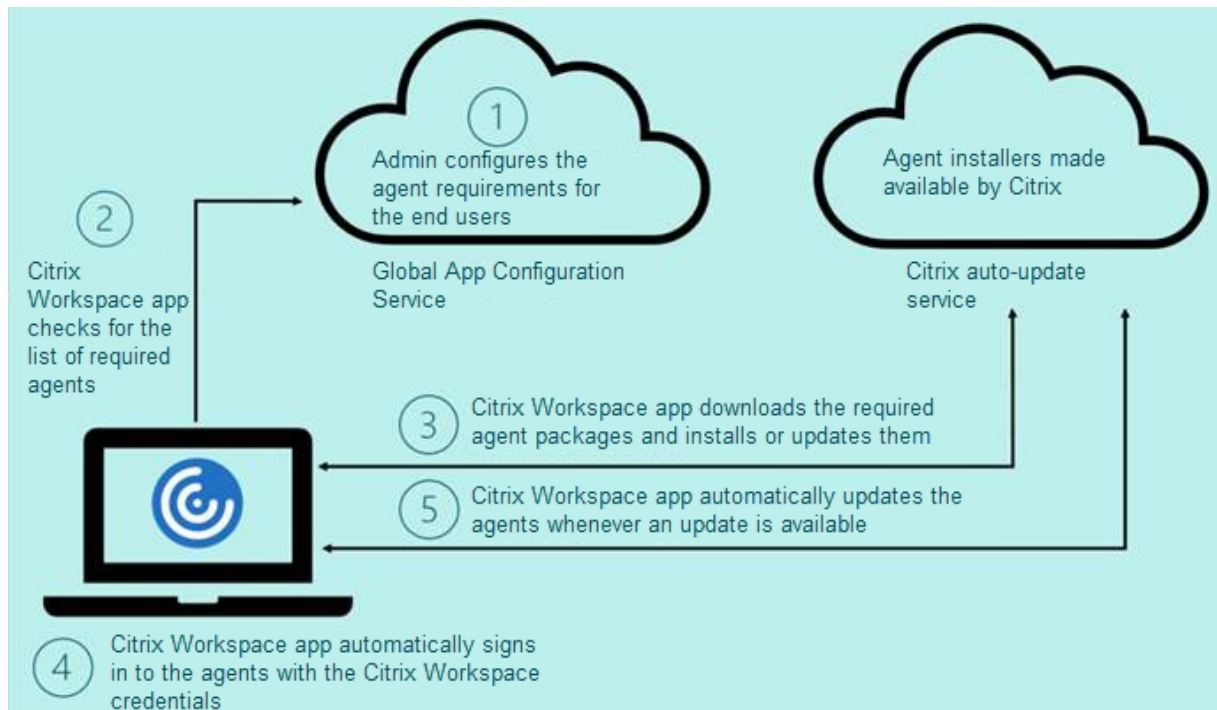 1
Admin configures the
agent requirements for
the end users
Global App Configuration
Service
Agent installers made
available by Citrix
Citrix auto-update
service
2
Citrix
Workspace app
checks for the
list of required
agents
3
Citrix Workspace app downloads the required
agent packages and installs or updates them
5
Citrix Workspace app automatically updates the
agents whenever an update is available
4
Citrix Workspace app automatically signs
in to the agents with the Citrix Workspace
credentials